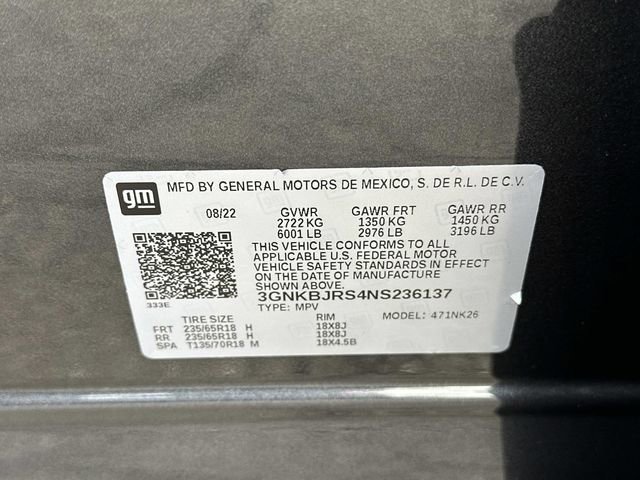 gm MFD BY GENERAL MOTORS DE MEXICO, S. DE R.L. DE C.V.
08/22 GVWR GAWR FRT GAWR RR
2722 KG 1350 KG 1450 KG
6001 LB 2976 LB 3196 LB
THIS VEHICLE CONFORMS TO ALL
APPLICABLE U.S. FEDERAL MOTOR
VEHICLE SAFETY STANDARDS IN EFFECT
ON THE DATE OF MANUFACTURE
SHOWN ABOVE.
333E 3GNKBJRS4NS236137
TYPE: MPV MODEL: 471NK26
TIRE SIZE RIM
FRT 235/65R18 H 18X8J
RR 235/65R18 H 18X8J
SPA T135/70R18 M 18X4.5B